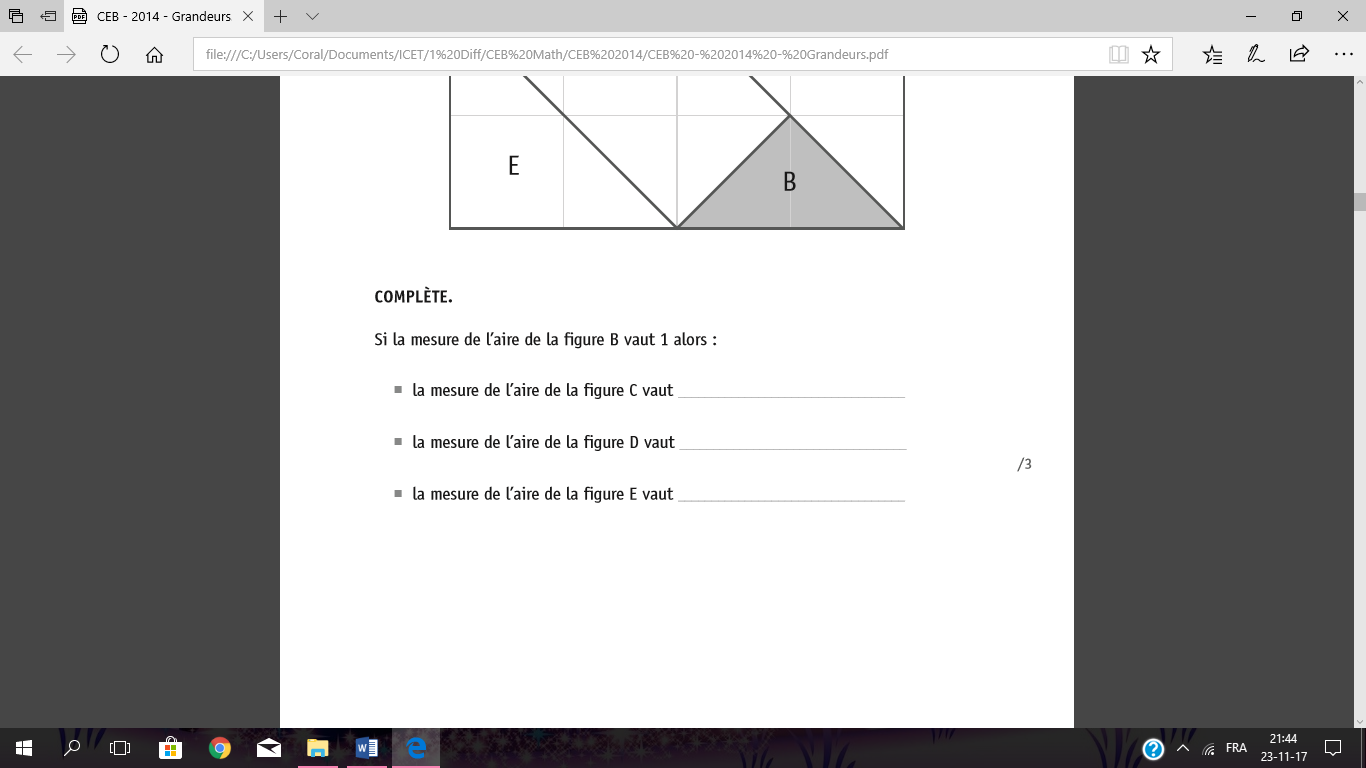 CEB - 2014 - Grandeurs
file:///C:/Users/Coral/Documents/ICET/1%20Diff/CEB%20Math/CEB%202014/CEB%20-%202014%20-%20Grandeurs.pdf
E
B
COMPLÈTE.
Si la mesure de l'aire de la figure B vaut 1 alors :
▪ la mesure de l'aire de la figure C vaut
▪ la mesure de l'aire de la figure D vaut
/3
▪ la mesure de l'aire de la figure E vaut
FRA
21:44
23-11-17